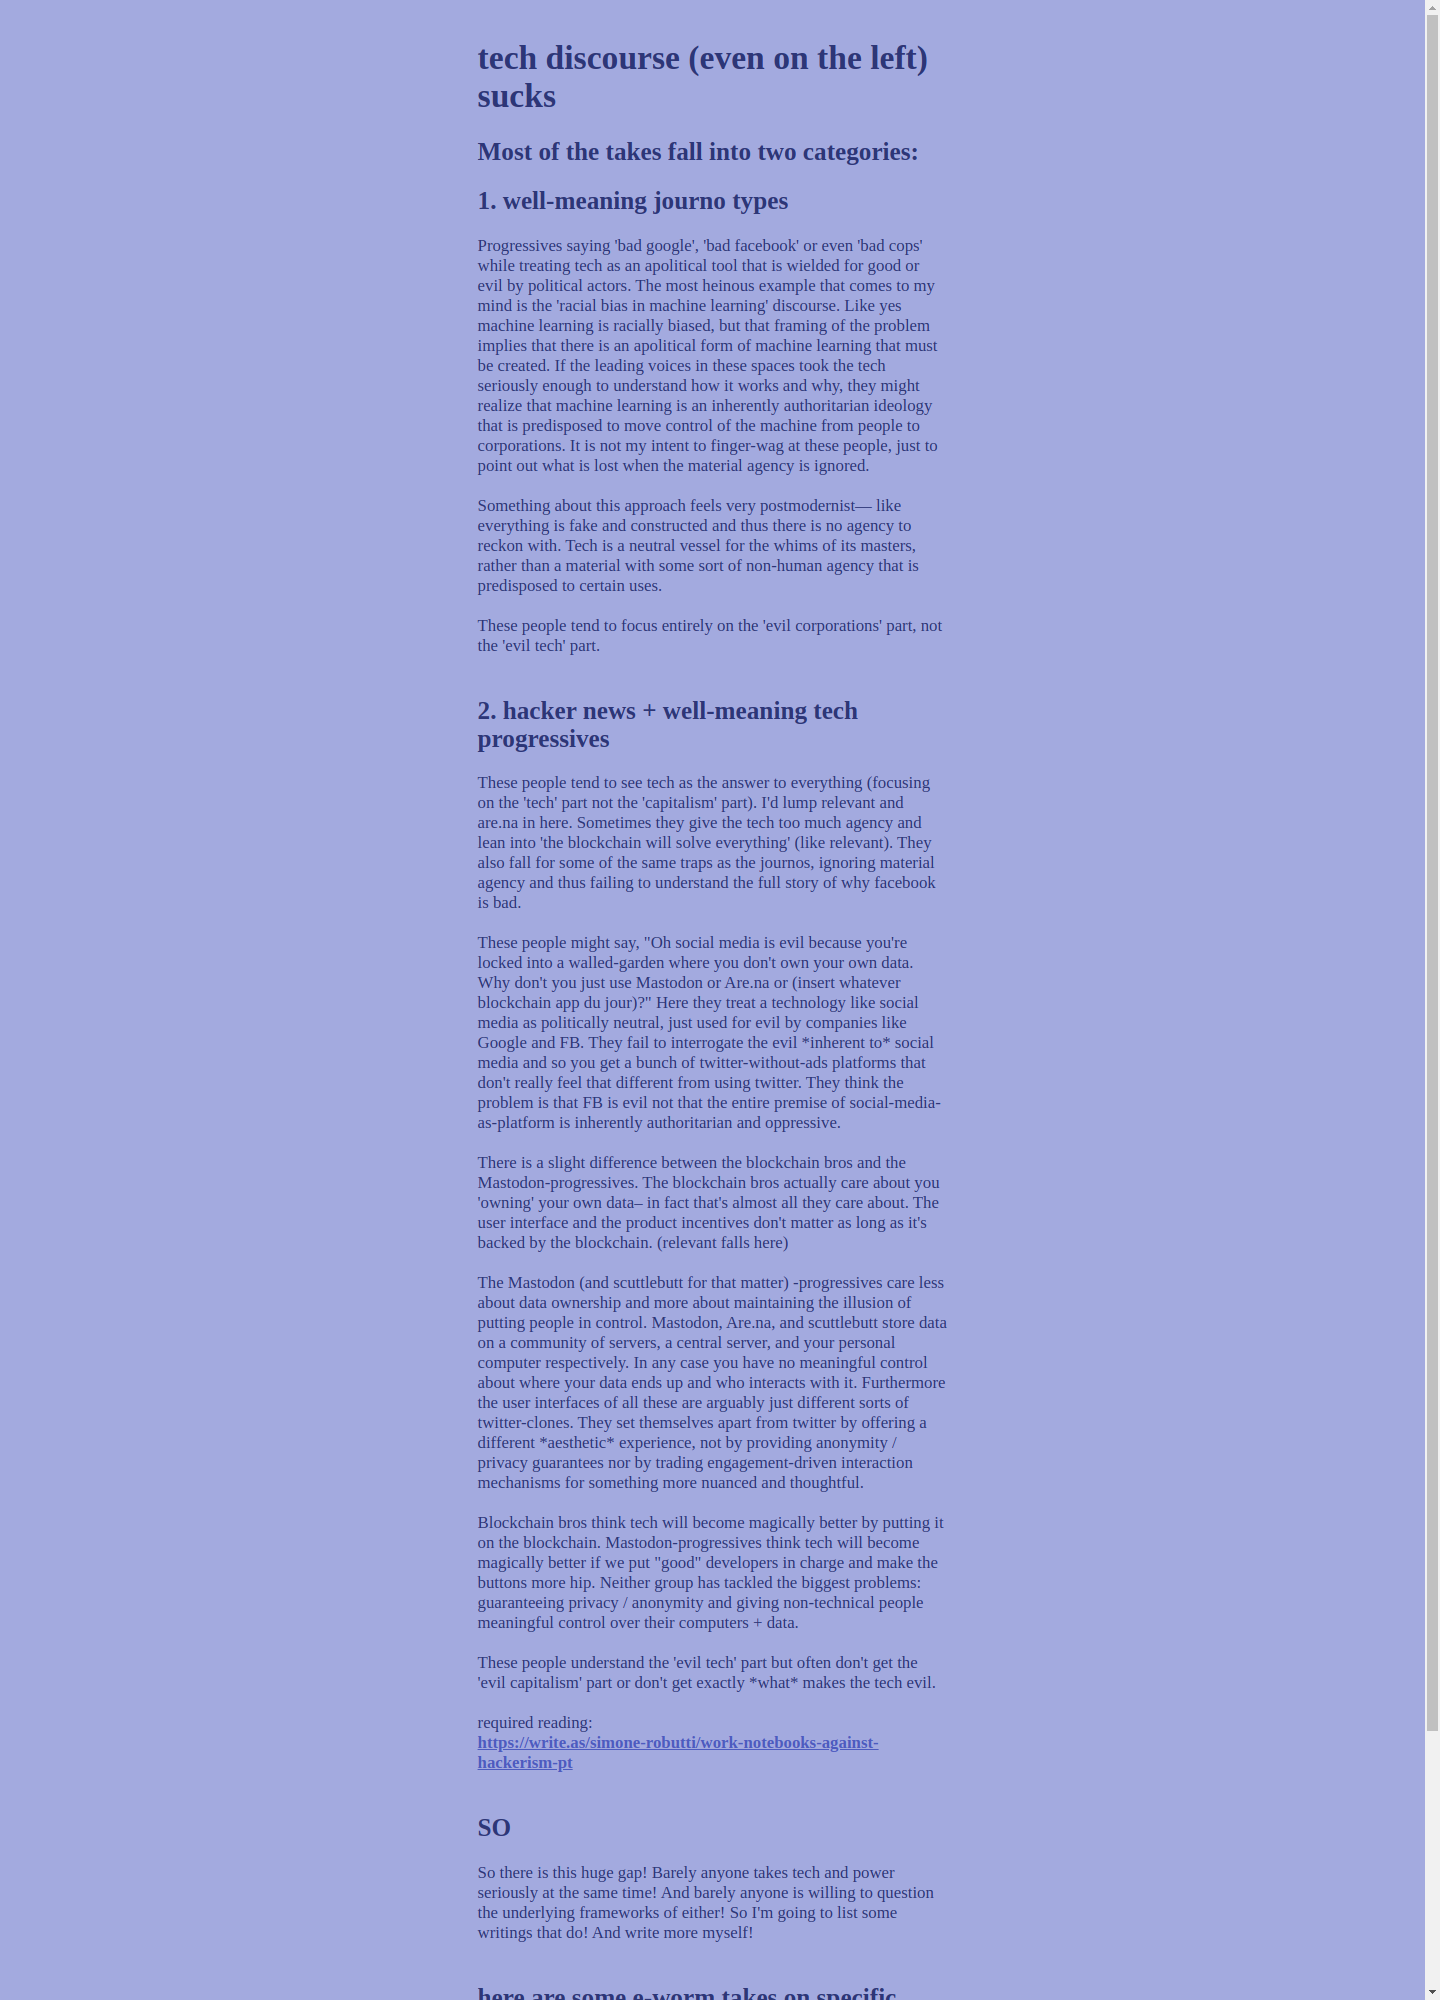 tech discourse (even on the left)
sucks
Most of the takes fall into two categories:
1. well-meaning journo types
Progressives saying 'bad google', 'bad facebook' or even 'bad cops'
while treating tech as an apolitical tool that is wielded for good or
evil by political actors. The most heinous example that comes to my
mind is the 'racial bias in machine learning' discourse. Like yes
machine learning is racially biased, but that framing of the problem
implies that there is an apolitical form of machine learning that must
be created. If the leading voices in these spaces took the tech
seriously enough to understand how it works and why, they might
realize that machine learning is an inherently authoritarian ideology
that is predisposed to move control of the machine from people to
corporations. It is not my intent to finger-wag at these people, just to
point out what is lost when the material agency is ignored.
Something about this approach feels very postmodernist— like
everything is fake and constructed and thus there is no agency to
reckon with. Tech is a neutral vessel for the whims of its masters,
rather than a material with some sort of non-human agency that is
predisposed to certain uses.
These people tend to focus entirely on the 'evil corporations' part, not
the 'evil tech' part.
2. hacker news + well-meaning tech
progressives
These people tend to see tech as the answer to everything (focusing
on the 'tech' part not the 'capitalism' part). I'd lump relevant and
are.na in here. Sometimes they give the tech too much agency and
lean into 'the blockchain will solve everything' (like relevant). They
also fall for some of the same traps as the journos, ignoring material
agency and thus failing to understand the full story of why facebook
is bad.
These people might say, "Oh social media is evil because you're
locked into a walled-garden where you don't own your own data.
Why don't you just use Mastodon or Are.na or (insert whatever
blockchain app du jour)?" Here they treat a technology like social
media as politically neutral, just used for evil by companies like
Google and FB. They fail to interrogate the evil *inherent to* social
media and so you get a bunch of twitter-without-ads platforms that
don't really feel that different from using twitter. They think the
problem is that FB is evil not that the entire premise of social-media-
as-platform is inherently authoritarian and oppressive.
There is a slight difference between the blockchain bros and the
Mastodon-progressives. The blockchain bros actually care about you
'owning' your own data– in fact that's almost all they care about. The
user interface and the product incentives don't matter as long as it's
backed by the blockchain. (relevant falls here)
The Mastodon (and scuttlebutt for that matter) -progressives care less
about data ownership and more about maintaining the illusion of
putting people in control. Mastodon, Are.na, and scuttlebutt store data
on a community of servers, a central server, and your personal
computer respectively. In any case you have no meaningful control
about where your data ends up and who interacts with it. Furthermore
the user interfaces of all these are arguably just different sorts of
twitter-clones. They set themselves apart from twitter by offering a
different *aesthetic* experience, not by providing anonymity /
privacy guarantees nor by trading engagement-driven interaction
mechanisms for something more nuanced and thoughtful.
Blockchain bros think tech will become magically better by putting it
on the blockchain. Mastodon-progressives think tech will become
magically better if we put "good" developers in charge and make the
buttons more hip. Neither group has tackled the biggest problems:
guaranteeing privacy / anonymity and giving non-technical people
meaningful control over their computers + data.
These people understand the 'evil tech' part but often don't get the
'evil capitalism' part or don't get exactly *what* makes the tech evil.
required reading:
https://write.as/simone-robutti/work-notebooks-against-
hackerism-pt
SO
So there is this huge gap! Barely anyone takes tech and power
seriously at the same time! And barely anyone is willing to question
the underlying frameworks of either! So I'm going to list some
writings that do! And write more myself!
here are some e-worm takes on specific